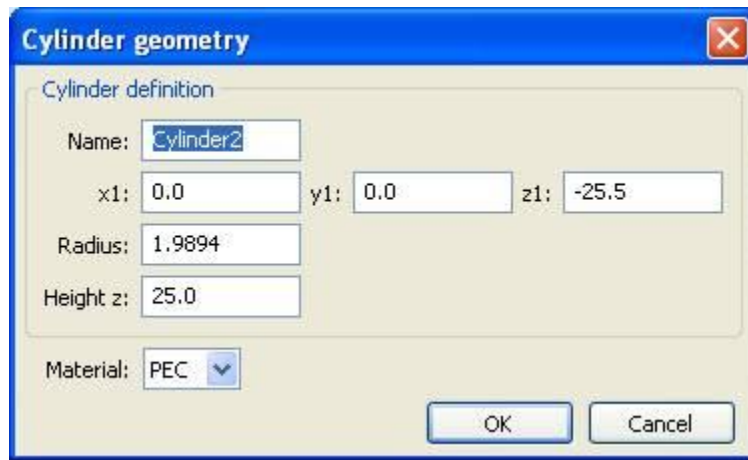 Cylinder geometry
Cylinder definition
Name: Cylinder2
x1: 0.0 y1: 0.0 z1: -25.5
Radius: 1.9894
Height z: 25.0
Material: PEC
OK Cancel